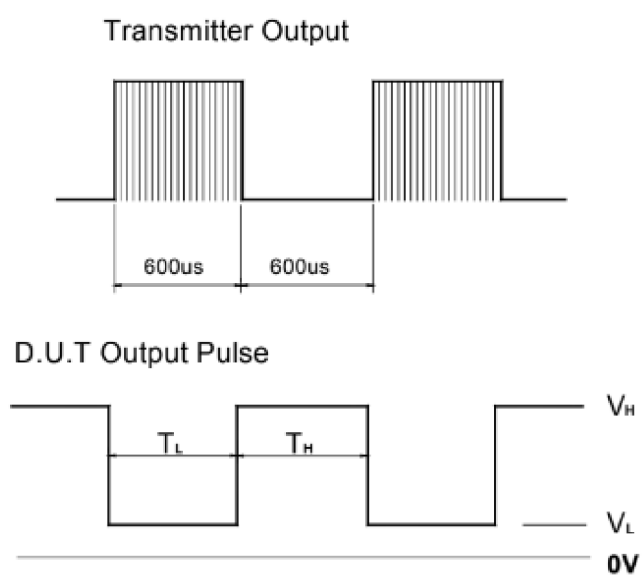 Transmitter Output
600us 600us
D.U.T Output Pulse
VH
TL TH
VL
0V